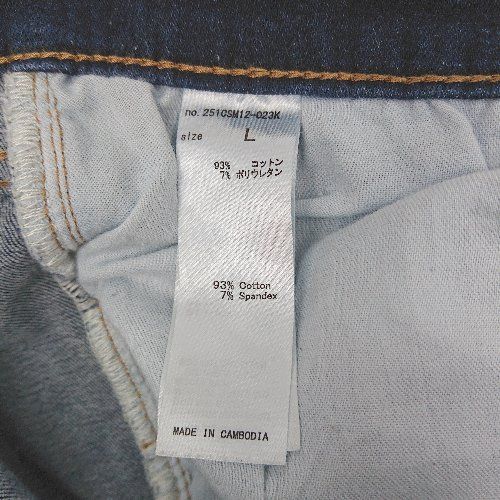 no. 251GSM12-023K
size L
93% コットン
7% ポリウレタン
93% Cotton
7% Spandex
MADE IN CAMBODIA